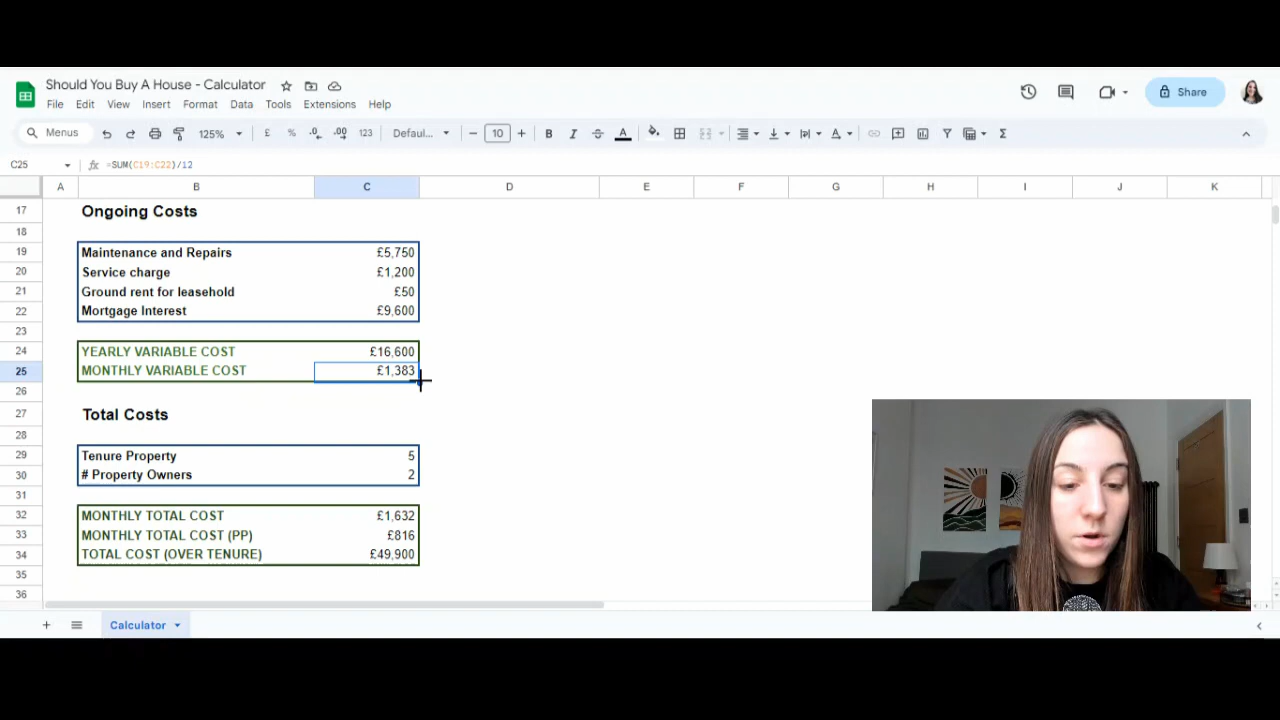 Should You Buy A House - Calculator
File Edit View Insert Format Data Tools Extensions Help
Share
Menus 125% £ % .0 .00 123 Defaul... − 10 + B I A Σ
C25 fx =SUM(C19:C22)/12
A B C D E F G H I J K
17 Ongoing Costs
18
19 Maintenance and Repairs £5,750
20 Service charge £1,200
21 Ground rent for leasehold £50
22 Mortgage Interest £9,600
23
24 YEARLY VARIABLE COST £16,600
25 MONTHLY VARIABLE COST £1,383
26
27 Total Costs
28
29 Tenure Property 5
30 # Property Owners 2
31
32 MONTHLY TOTAL COST £1,632
33 MONTHLY TOTAL COST (PP) £816
34 TOTAL COST (OVER TENURE) £49,900
35
36
+ Calculator